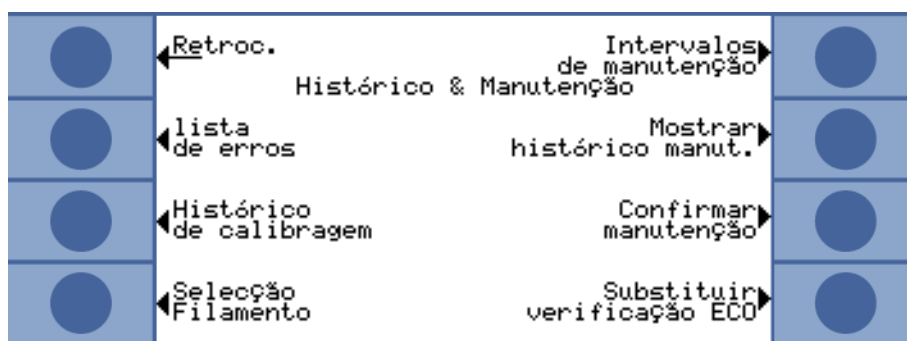 Retroc.
Intervalos
de manutenção
Histórico & Manutenção
lista
de erros
Mostrar
histórico manut.
Histórico
de calibragem
Confirmar
manutenção
Selecção
Filamento
Substituir
verificação ECO